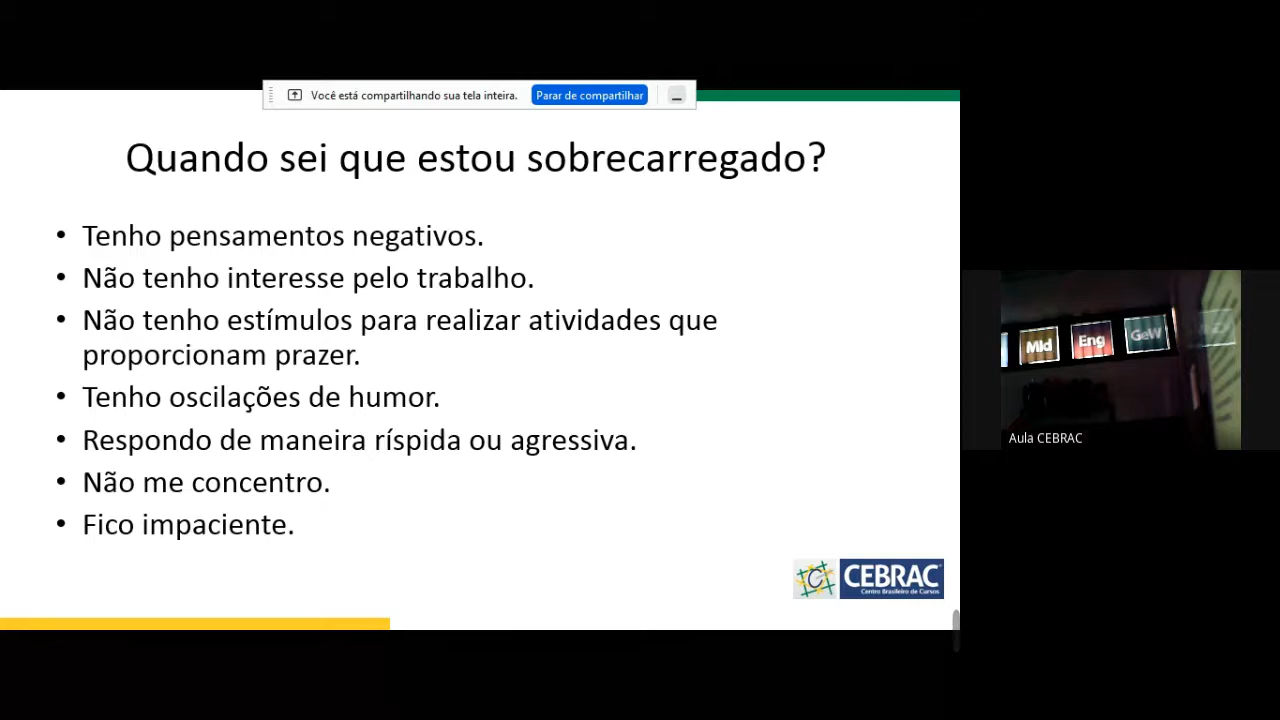 Você está compartilhando sua tela inteira.
Parar de compartilhar
Quando sei que estou sobrecarregado?
• Tenho pensamentos negativos.
• Não tenho interesse pelo trabalho.
• Não tenho estímulos para realizar atividades que
proporcionam prazer.
• Tenho oscilações de humor.
• Respondo de maneira ríspida ou agressiva.
• Não me concentro.
• Fico impaciente.
C
CEBRAC
Centro Brasileiro de Cursos
Mid
Eng
GeW
Aula CEBRAC